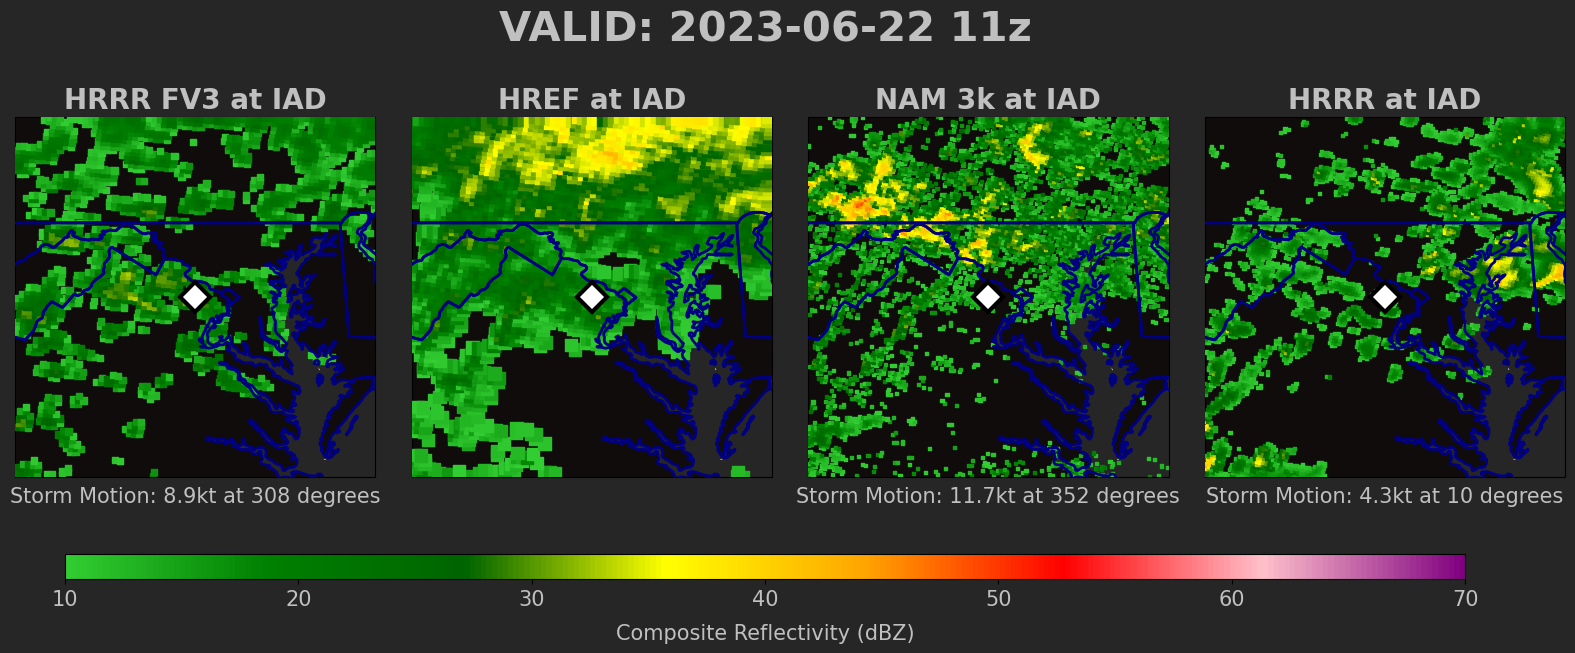 VALID: 2023-06-22 11z
HRRR FV3 at IAD
HREF at IAD
NAM 3k at IAD
HRRR at IAD
Storm Motion: 8.9kt at 308 degrees
Storm Motion: 11.7kt at 352 degrees
Storm Motion: 4.3kt at 10 degrees
10 20 30 40 50 60 70
Composite Reflectivity (dBZ)